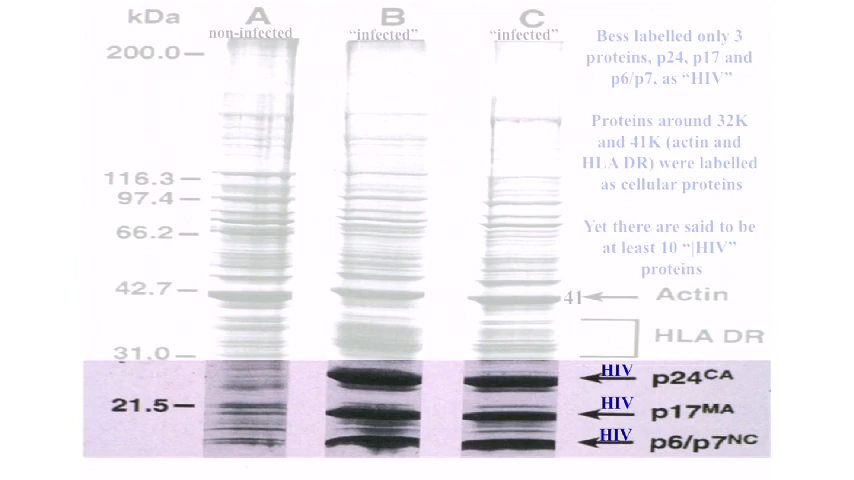 kDa
A
B
C
non-infected
“infected”
“infected”
Bess labelled only 3
proteins, p24, p17 and
p6/p7, as “HIV”
200.0
Proteins around 32K
and 41K (actin and
HLA DR) were labelled
as cellular proteins
116.3
97.4
66.2
Yet there are said to be
at least 10 “|HIV”
proteins
42.7
41
Actin
HLA DR
31.0
HIV
p24CA
21.5
HIV
p17MA
HIV
p6/p7NC